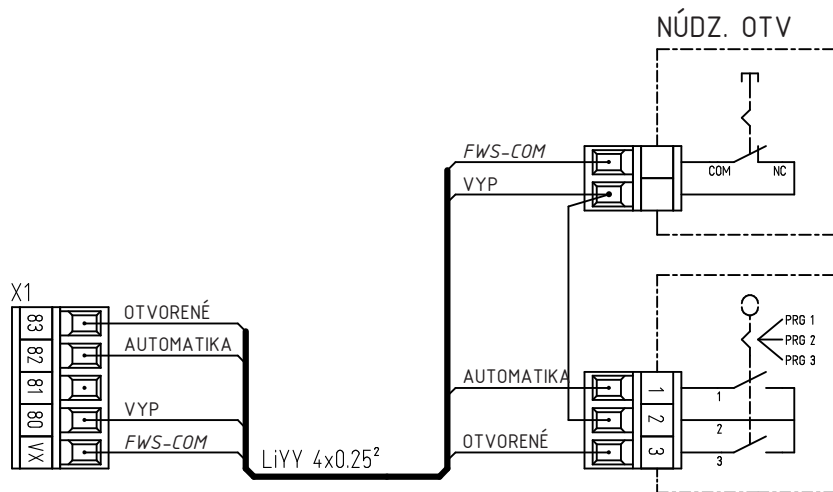 NÚDZ. OTV
FWS-COM
VYP
COM
NC
X1
83
OTVORENÉ
82
AUTOMATIKA
81
80
VYP
VX
FWS-COM
LiYY 4x0.25²
PRG 1
PRG 2
PRG 3
AUTOMATIKA
1
1
2
2
OTVORENÉ
3
3